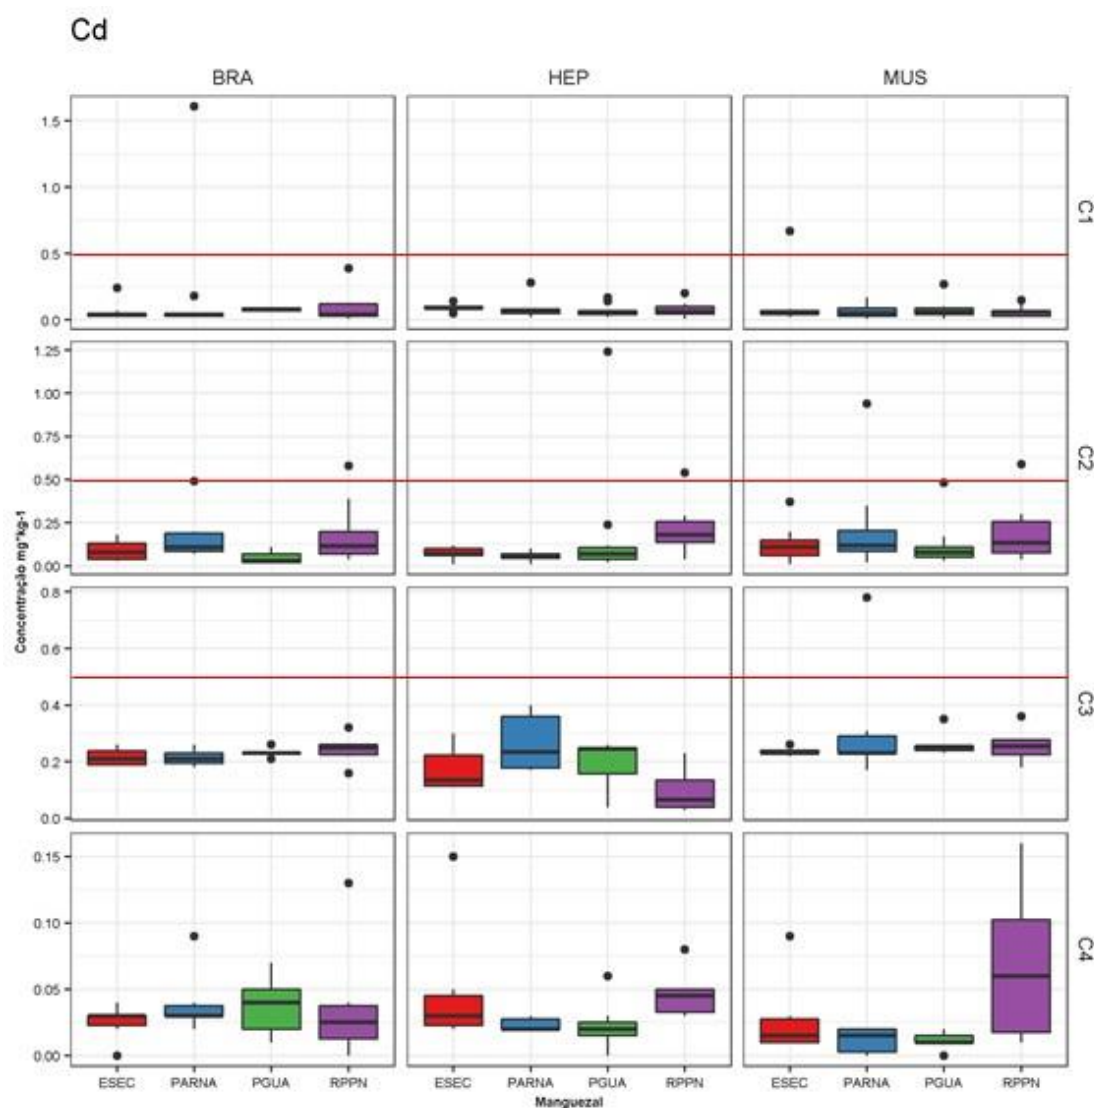 Cd
BRA HEP MUS
1.5
1.0
0.5
0.0
C1
1.25
1.00
0.75
0.50
0.25
0.00
C2
Concentração mg*kg-1
0.8
0.6
0.4
0.2
0.0
C3
0.15
0.10
0.05
0.00
C4
ESEC PARNA PGUA RPPN ESEC PARNA PGUA RPPN ESEC PARNA PGUA RPPN
Manguezal